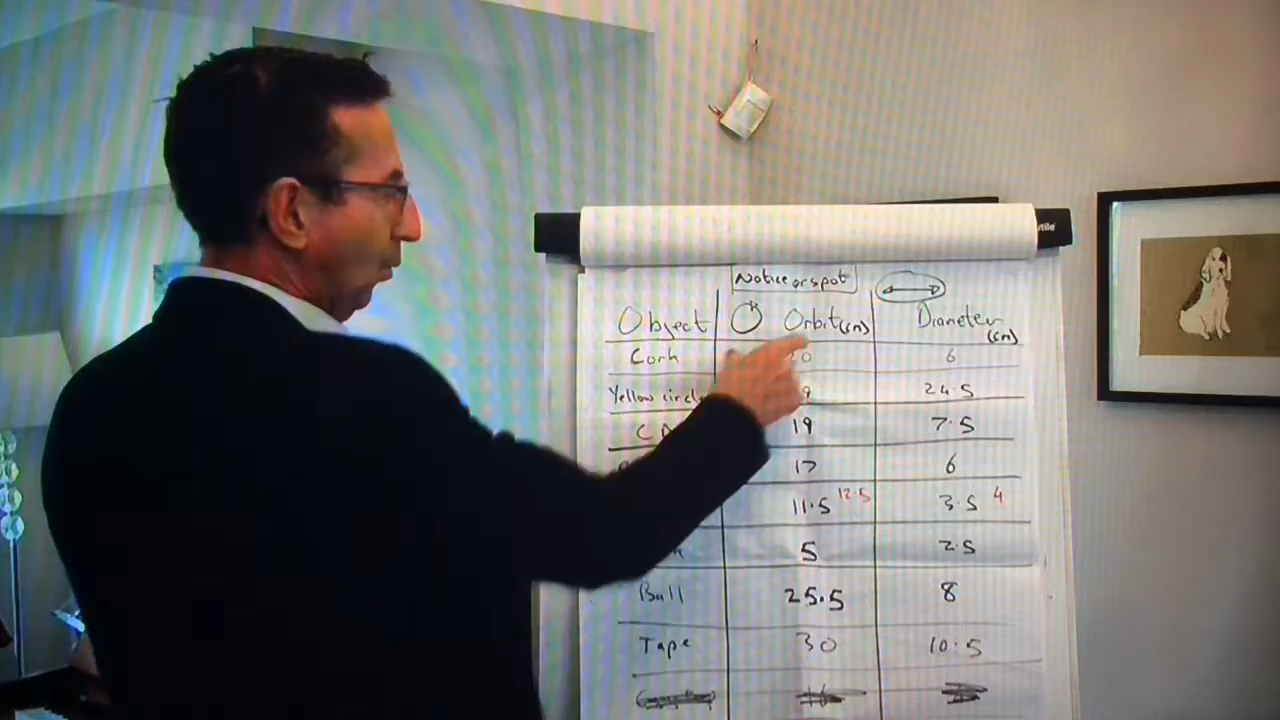 utile
Notice or spot
Object Orbit(cm) Diameter (cm)
Cork 6
Yellow circle 24.5
19 7.5
17 6
11.5 12.5 3.5 4
5 2.5
Ball 25.5 8
Tape 30 10.5